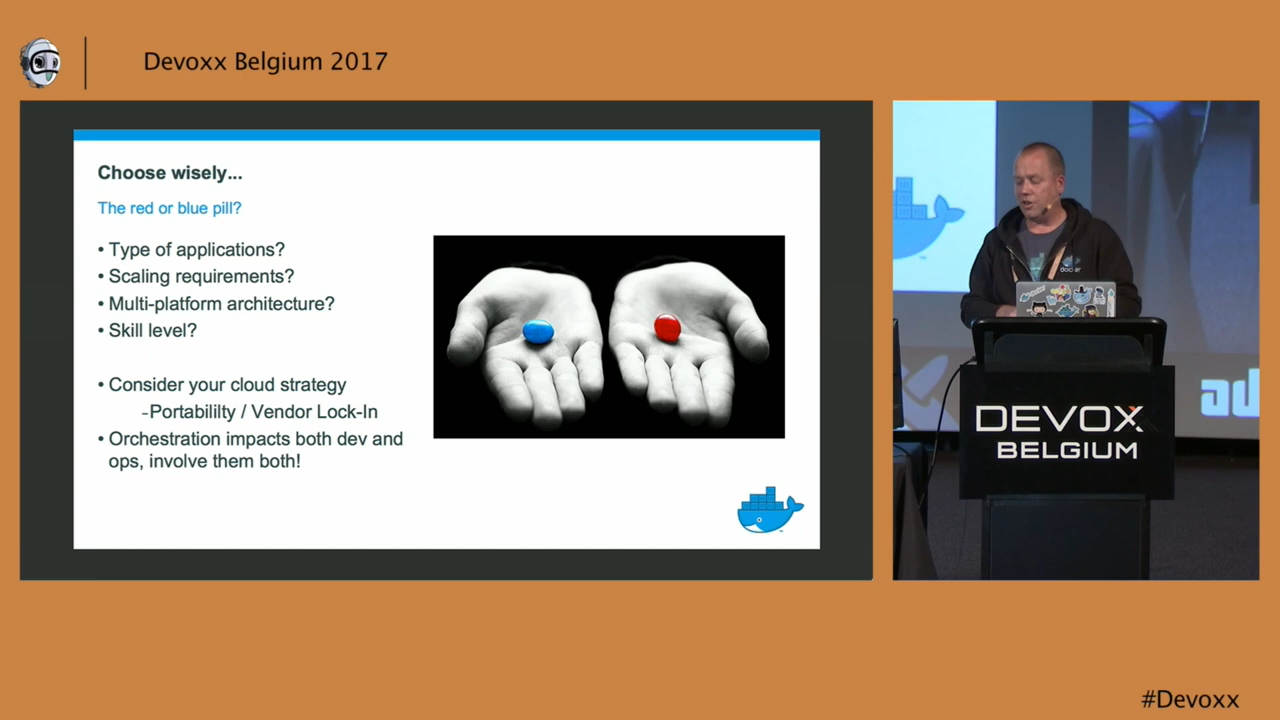 Devoxx Belgium 2017
Choose wisely...
The red or blue pill?
• Type of applications?
• Scaling requirements?
• Multi-platform architecture?
• Skill level?
• Consider your cloud strategy
-Portabililty / Vendor Lock-In
• Orchestration impacts both dev and
ops, involve them both!
docker
ad
DEVOXX
BELGIUM
#Devoxx